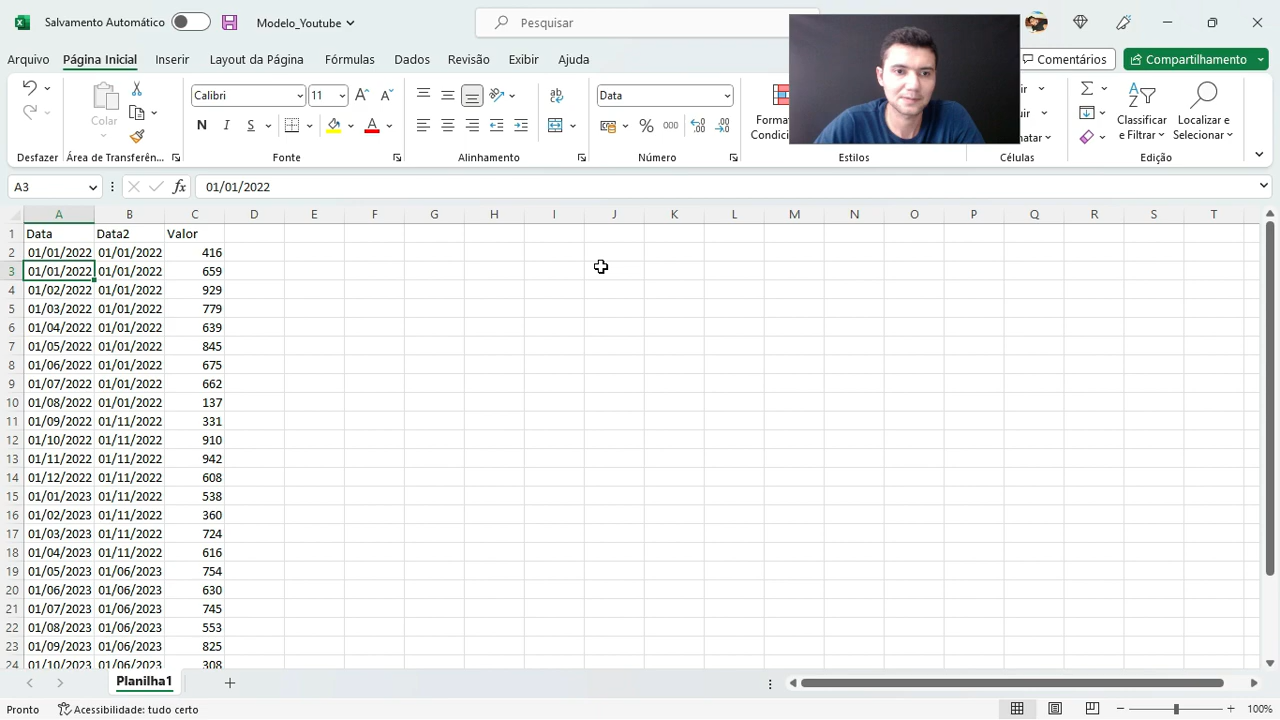 Salvamento Automático
Modelo_Youtube
Pesquisar
Arquivo Página Inicial Inserir Layout da Página Fórmulas Dados Revisão Exibir Ajuda
Comentários Compartilhamento
Colar
Calibri 11
N I S
ab
Data
% 000
Format
Condici
ir
uir
natar
Classificar
e Filtrar
Localizar e
Selecionar
Desfazer Área de Transferên... Fonte Alinhamento Número Estilos Células Edição
A3 fx 01/01/2022
A B C D E F G H I J K L M N O P Q R S T
1 Data Data2 Valor
2 01/01/2022 01/01/2022 416
3 01/01/2022 01/01/2022 659
4 01/02/2022 01/01/2022 929
5 01/03/2022 01/01/2022 779
6 01/04/2022 01/01/2022 639
7 01/05/2022 01/01/2022 845
8 01/06/2022 01/01/2022 675
9 01/07/2022 01/01/2022 662
10 01/08/2022 01/01/2022 137
11 01/09/2022 01/11/2022 331
12 01/10/2022 01/11/2022 910
13 01/11/2022 01/11/2022 942
14 01/12/2022 01/11/2022 608
15 01/01/2023 01/11/2022 538
16 01/02/2023 01/11/2022 360
17 01/03/2023 01/11/2022 724
18 01/04/2023 01/11/2022 616
19 01/05/2023 01/06/2023 754
20 01/06/2023 01/06/2023 630
21 01/07/2023 01/06/2023 745
22 01/08/2023 01/06/2023 553
23 01/09/2023 01/06/2023 825
24 01/10/2023 01/06/2023 308
Planilha1
Pronto Acessibilidade: tudo certo 100%